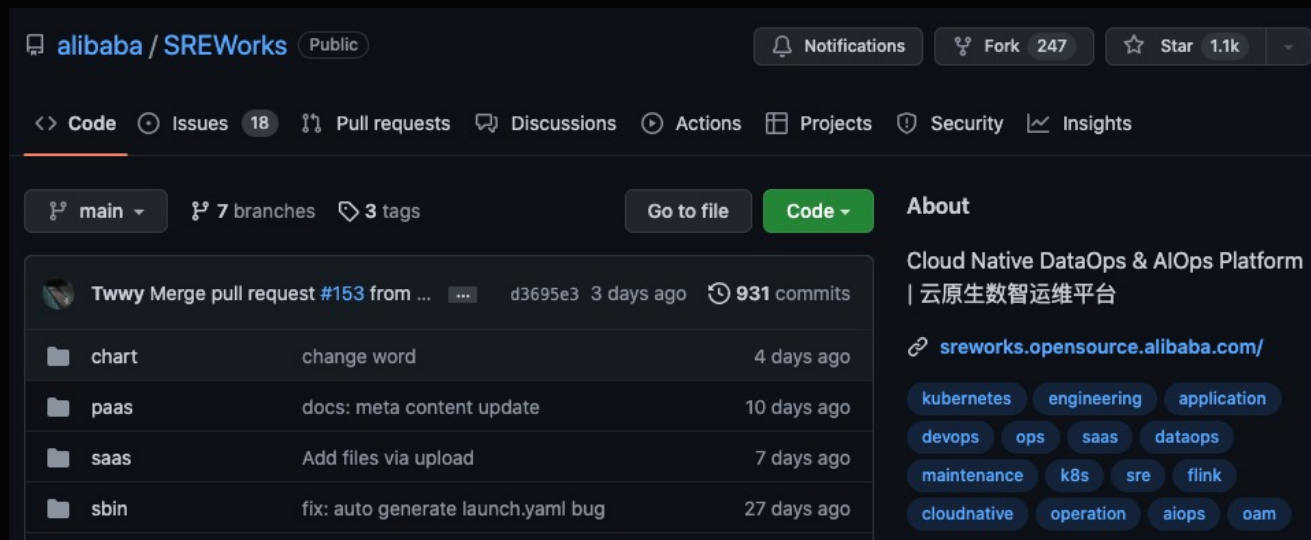 alibaba / SREWorks Public
Notifications Fork 247 Star 1.1k
Code Issues 18 Pull requests Discussions Actions Projects Security Insights
main 7 branches 3 tags Go to file Code
Twwy Merge pull request #153 from ... ... d3695e3 3 days ago 931 commits
chart change word 4 days ago
paas docs: meta content update 10 days ago
saas Add files via upload 7 days ago
sbin fix: auto generate launch.yaml bug 27 days ago
About
Cloud Native DataOps & AIOps Platform
| 云原生数智运维平台
sreworks.opensource.alibaba.com/
kubernetes engineering application
devops ops saas dataops
maintenance k8s sre flink
cloudnative operation aiops oam